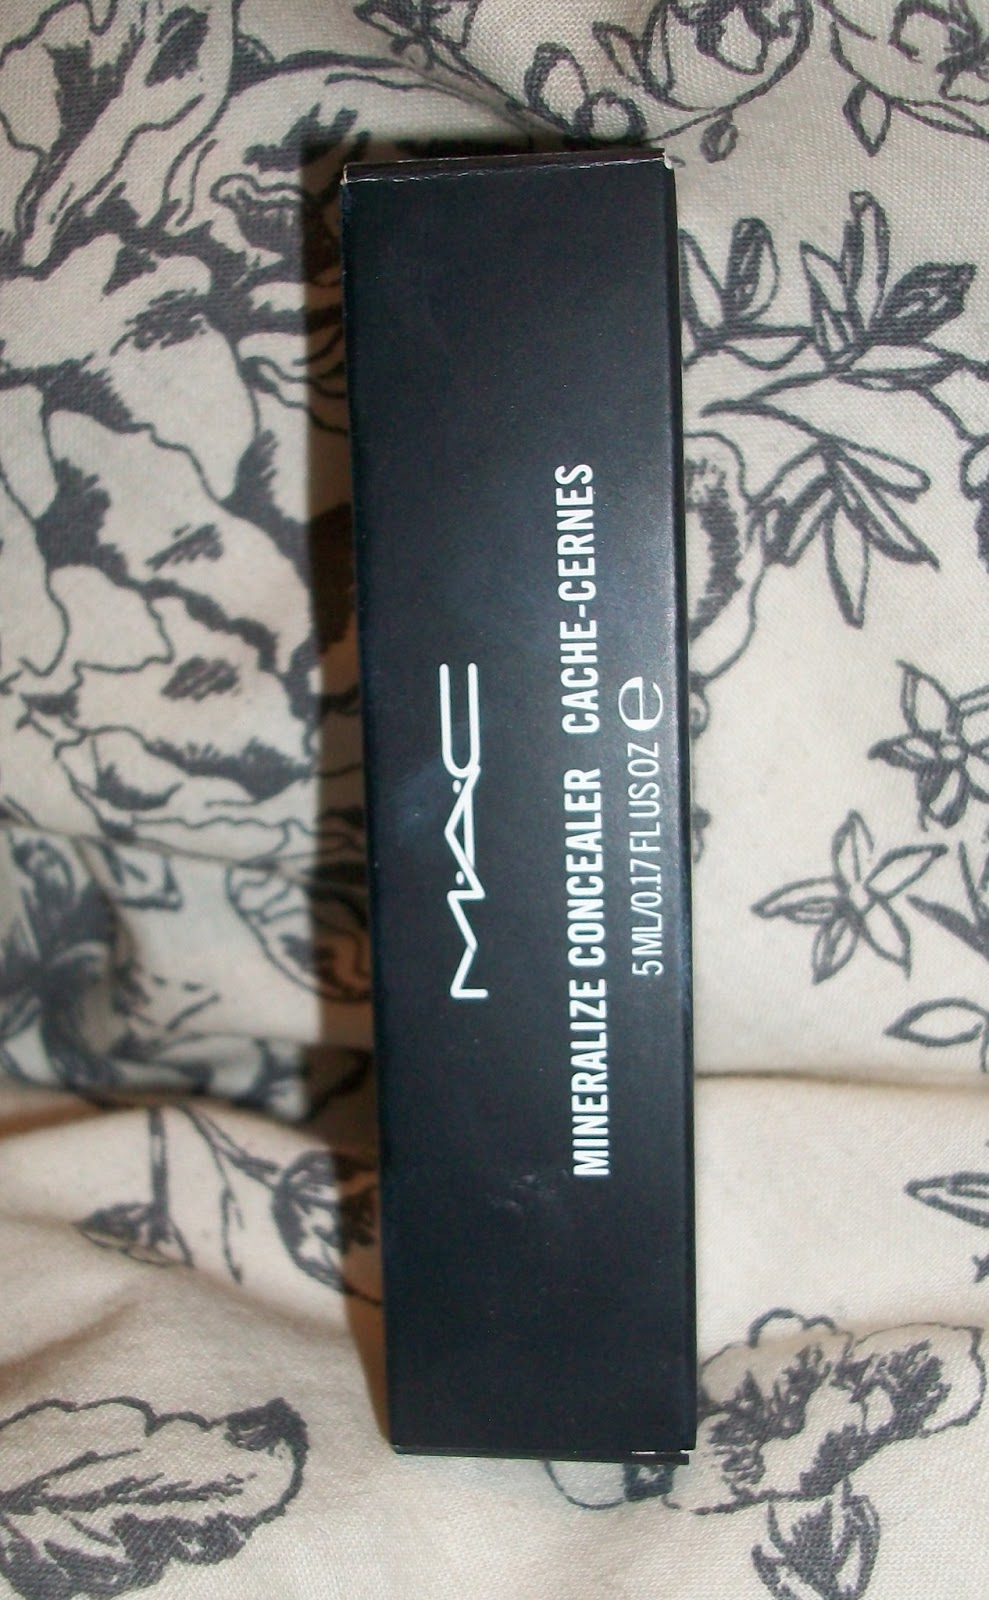 M·A·C
MINERALIZE CONCEALER CACHE-CERNES
5 ML/0.17 FL US OZ e